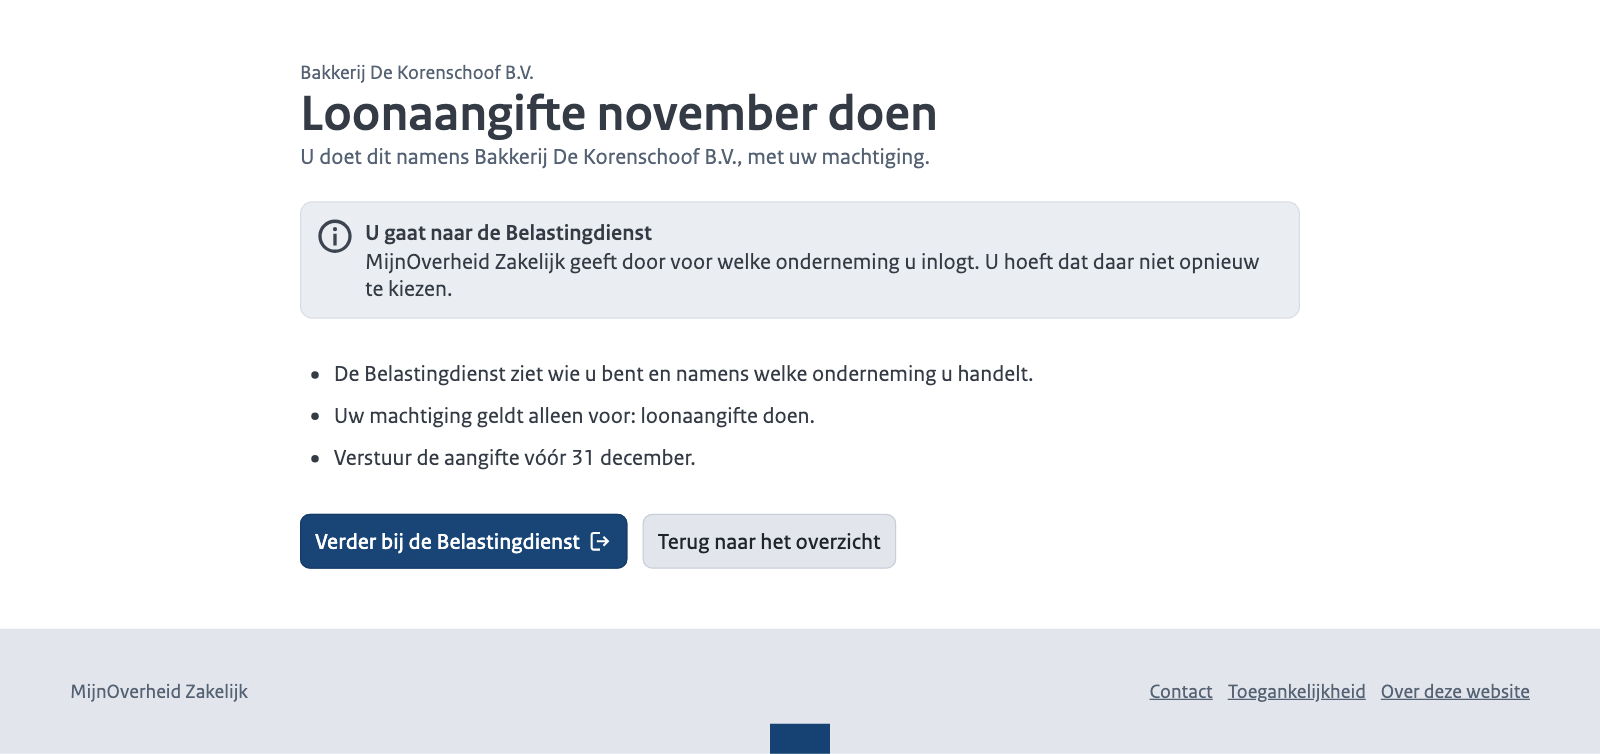 Bakkerij De Korenschoof B.V.
Loonaangifte november doen
U doet dit namens Bakkerij De Korenschoof B.V., met uw machtiging.
U gaat naar de Belastingdienst
MijnOverheid Zakelijk geeft door voor welke onderneming u inlogt. U hoeft dat daar niet opnieuw
te kiezen.
• De Belastingdienst ziet wie u bent en namens welke onderneming u handelt.
• Uw machtiging geldt alleen voor: loonaangifte doen.
• Verstuur de aangifte vóór 31 december.
Verder bij de Belastingdienst
Terug naar het overzicht
MijnOverheid Zakelijk
Contact Toegankelijkheid Over deze website